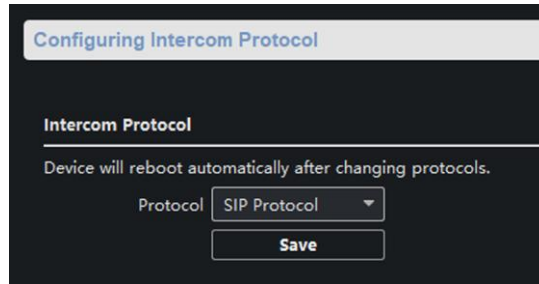 Configuring Intercom Protocol
Intercom Protocol
Device will reboot automatically after changing protocols.
Protocol SIP Protocol
Save